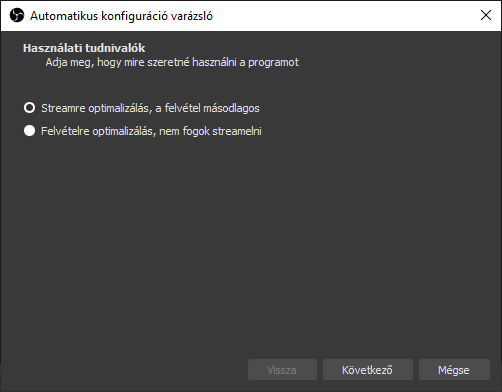 Automatikus konfiguráció varázsló
Használati tudnivalók
Adja meg, hogy mire szeretné használni a programot
Streamre optimalizálás, a felvétel másodlagos
Felvételre optimalizálás, nem fogok streamelni
Vissza Következő Mégse